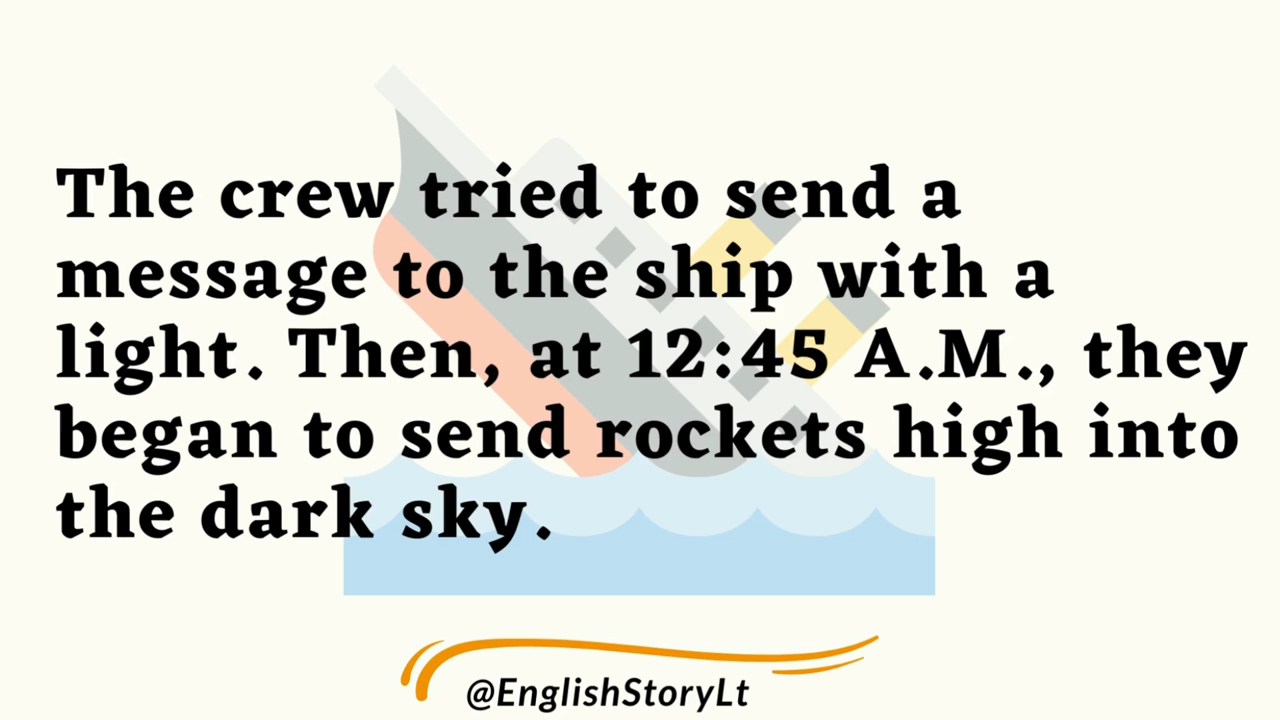 The crew tried to send a
message to the ship with a
light. Then, at 12:45 A.M., they
began to send rockets high into
the dark sky.
@EnglishStoryLt